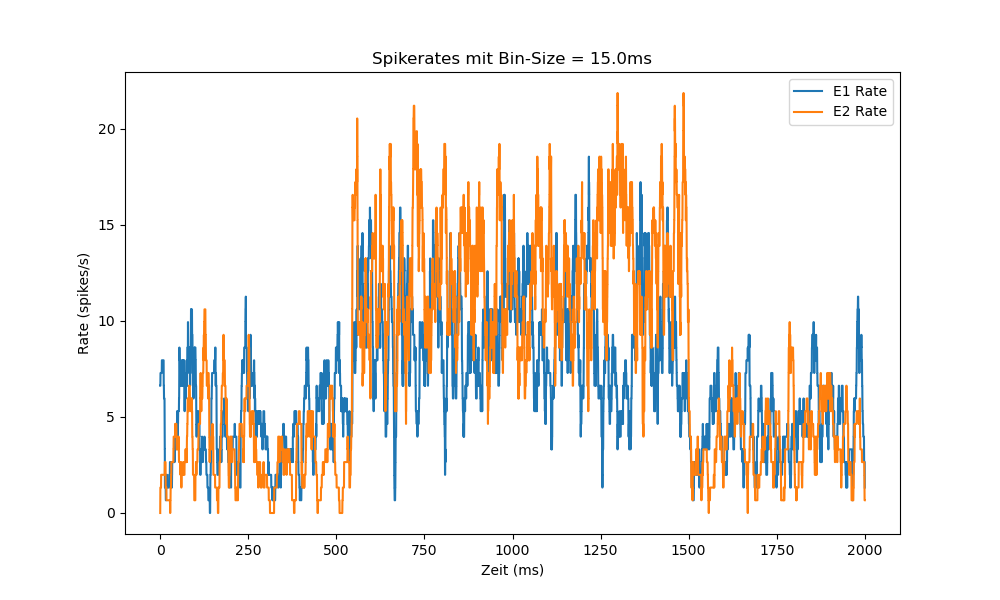 Spikerates mit Bin-Size = 15.0ms
E1 Rate
E2 Rate
20
15
10
5
0
Rate (spikes/s)
0 250 500 750 1000 1250 1500 1750 2000
Zeit (ms)